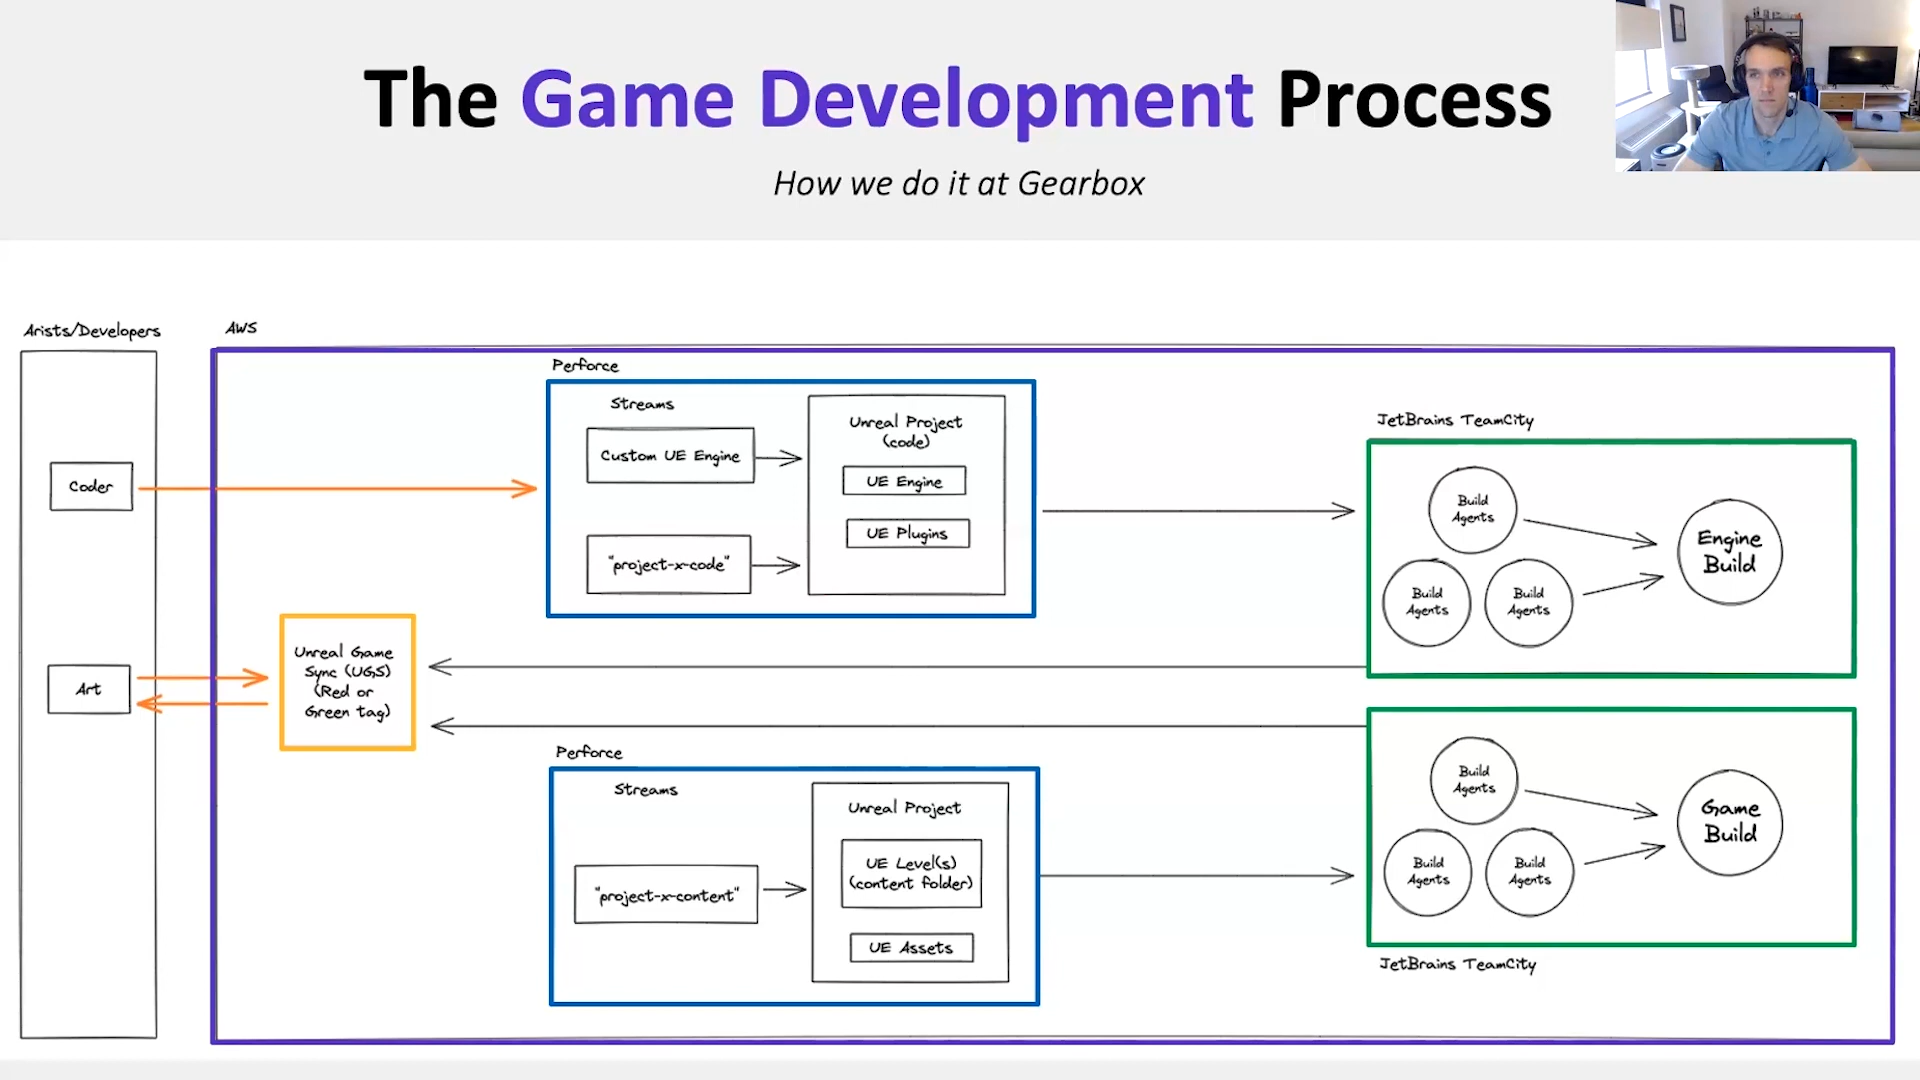 The Game Development Process
How we do it at Gearbox
Arists/Developers
AWS
Coder
Art
Unreal Game
Sync (UGS)
(Red or
Green tag)
Perforce
Streams
Custom UE Engine
"project-x-code"
Unreal Project
(code)
UE Engine
UE Plugins
JetBrains TeamCity
Build
Agents
Build
Agents
Build
Agents
Engine
Build
Perforce
Streams
"project-x-content"
Unreal Project
UE Level(s)
(content folder)
UE Assets
Build
Agents
Build
Agents
Build
Agents
Game
Build
JetBrains TeamCity